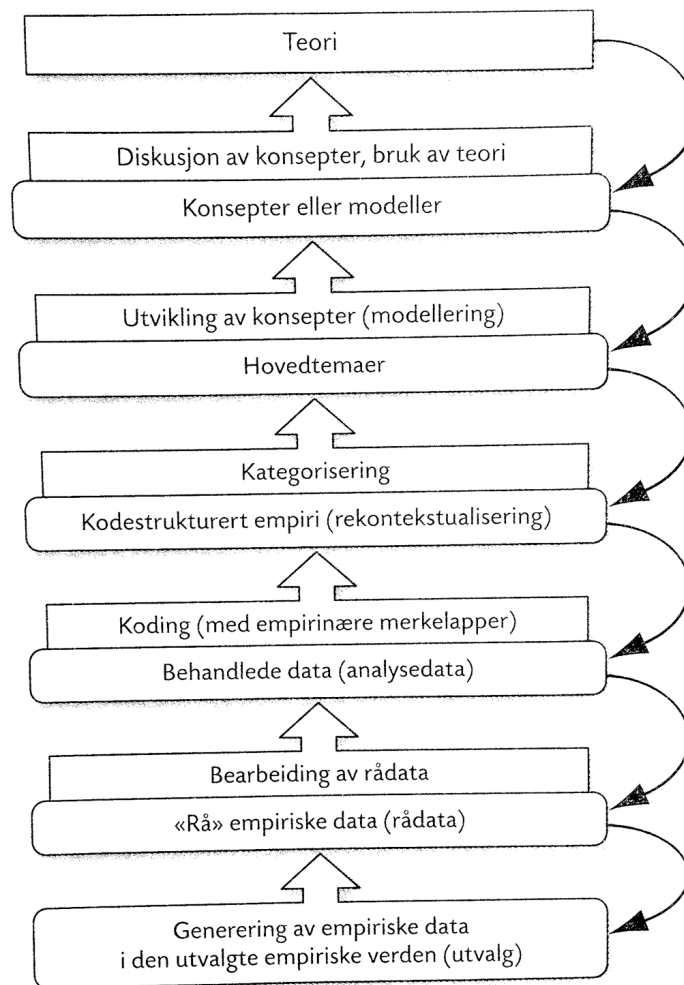 Teori
Diskusjon av konsepter, bruk av teori
Konsepter eller modeller
Utvikling av konsepter (modellering)
Hovedtemaer
Kategorisering
Kodestrukturert empiri (rekontekstualisering)
Koding (med empirinære merkelapper)
Behandlede data (analysedata)
Bearbeiding av rådata
«Rå» empiriske data (rådata)
Generering av empiriske data
i den utvalgte empiriske verden (utvalg)